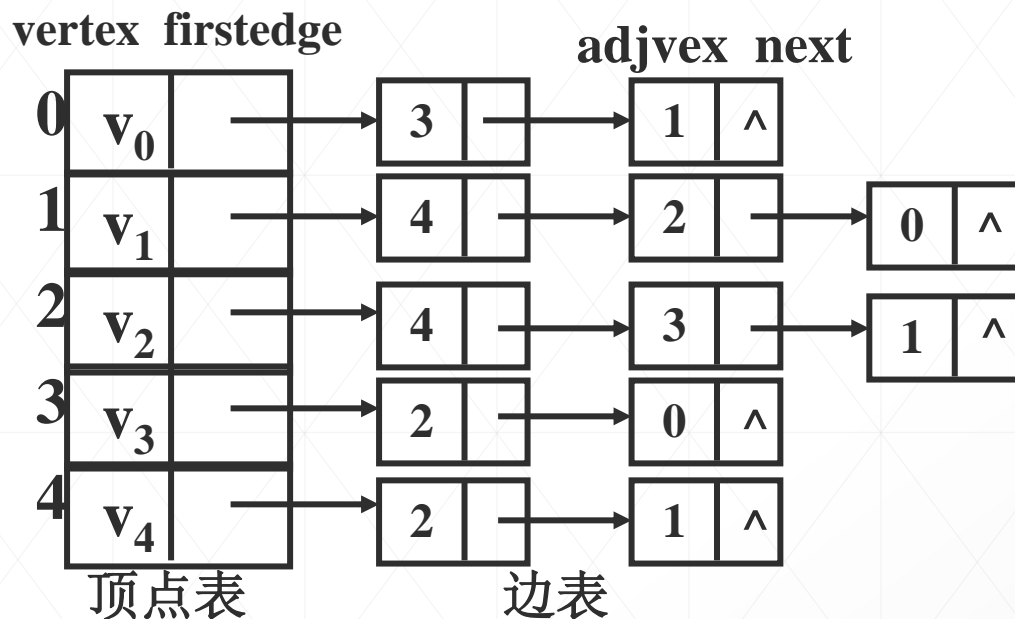 vertex firstedge
adjvex next
0 v₀ 3 1 ^
1 v₁ 4 2 0 ^
2 v₂ 4 3 1 ^
3 v₃ 2 0 ^
4 v₄ 2 1 ^
顶点表 边表